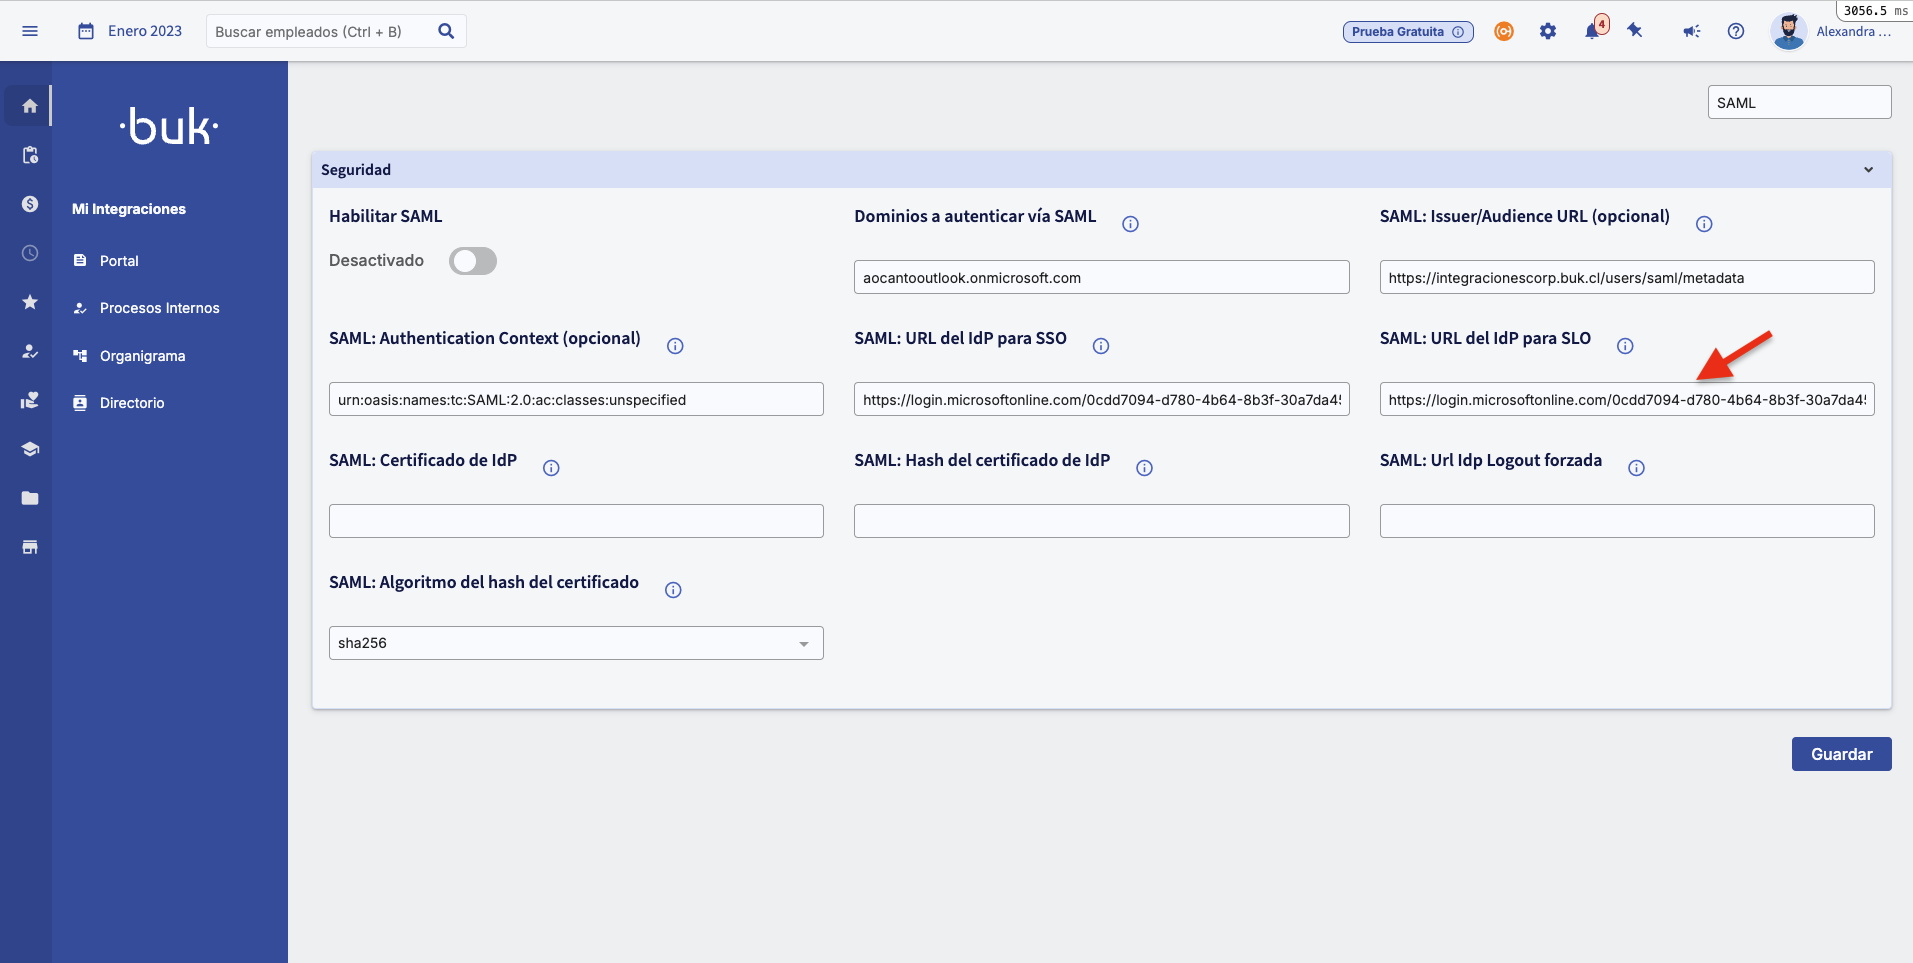 3056.5 ms
Enero 2023
Buscar empleados (Ctrl + B)
Prueba Gratuita
4
Alexandra ...
·buk·
Mi Integraciones
Portal
Procesos Internos
Organigrama
Directorio
SAML
Seguridad
Habilitar SAML
Desactivado
Dominios a autenticar vía SAML
aocantooutlook.onmicrosoft.com
SAML: Issuer/Audience URL (opcional)
https://integracionescorp.buk.cl/users/saml/metadata
SAML: Authentication Context (opcional)
urn:oasis:names:tc:SAML:2.0:ac:classes:unspecified
SAML: URL del IdP para SSO
https://login.microsoftonline.com/0cdd7094-d780-4b64-8b3f-30a7da4
SAML: URL del IdP para SLO
https://login.microsoftonline.com/0cdd7094-d780-4b64-8b3f-30a7da4
SAML: Certificado de IdP
SAML: Hash del certificado de IdP
SAML: Url Idp Logout forzada
SAML: Algoritmo del hash del certificado
sha256
Guardar